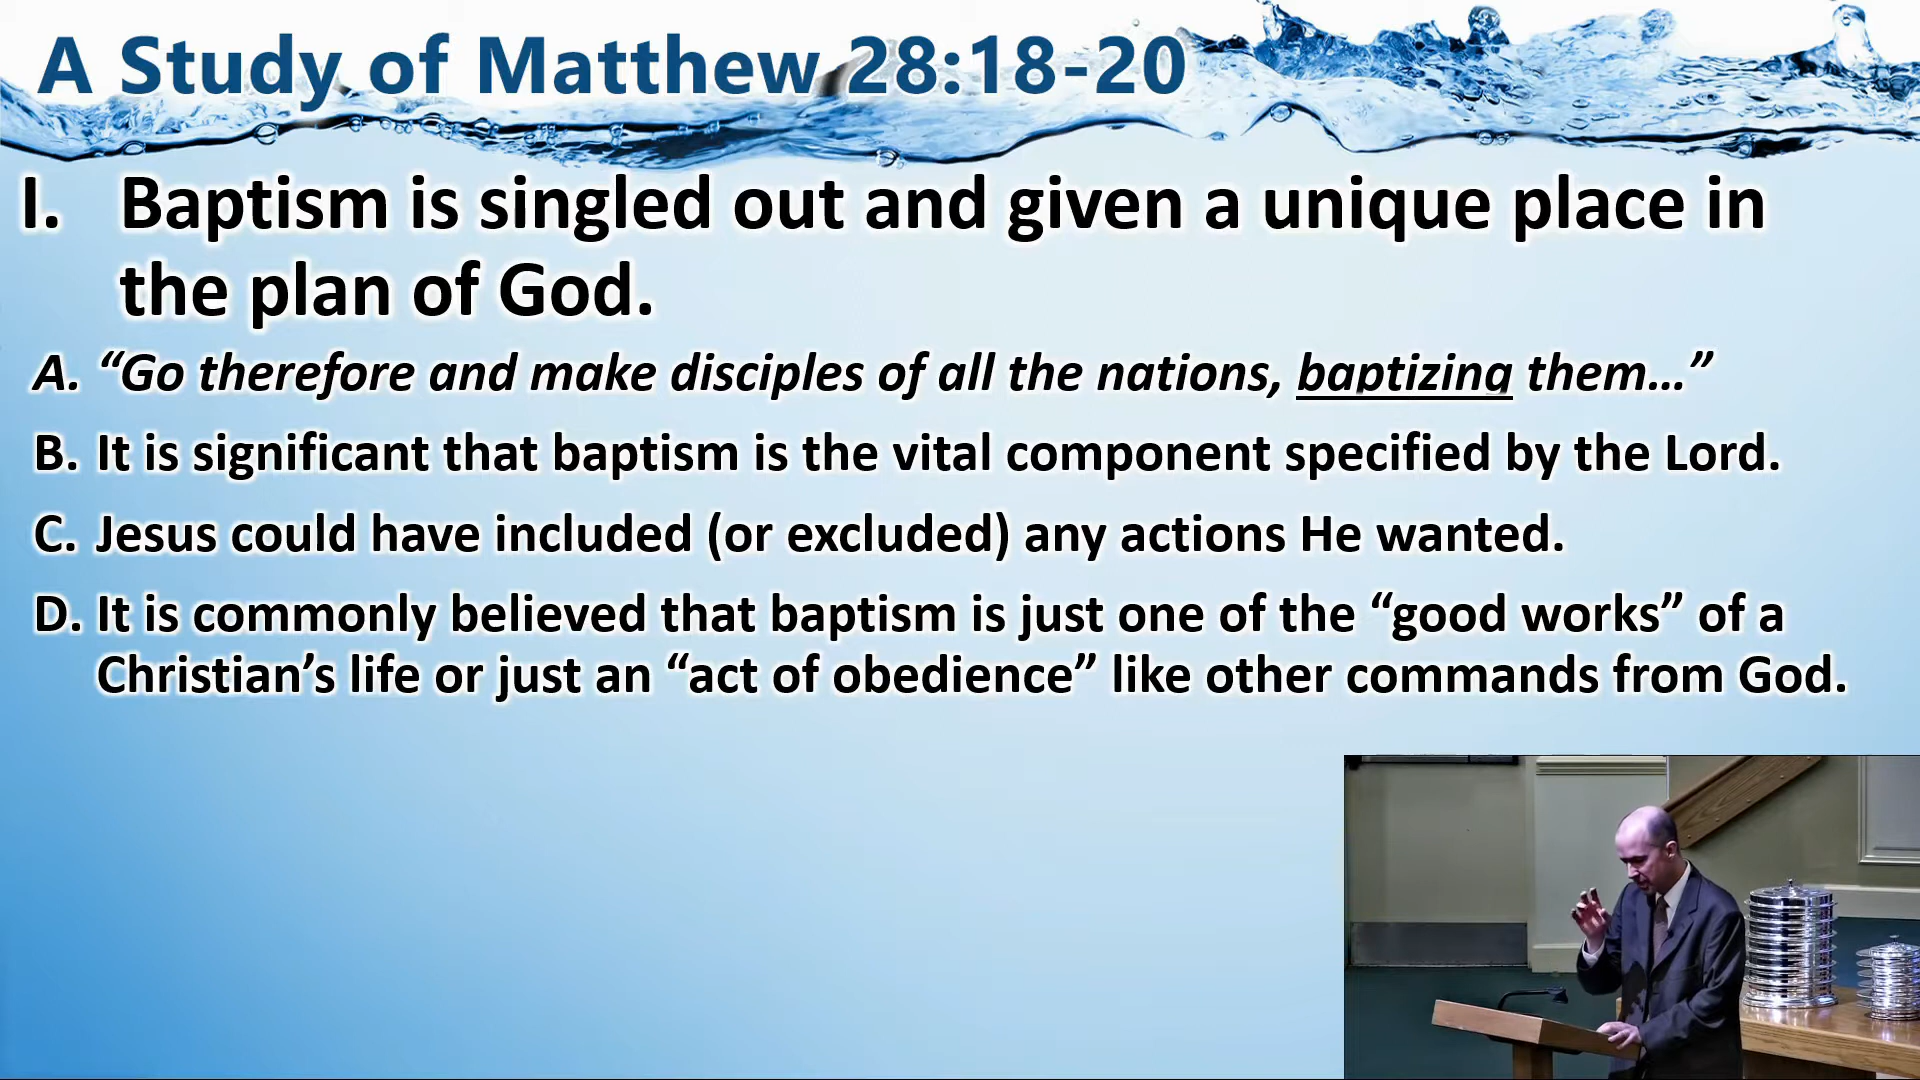 A Study of Matthew 28:18-20
I. Baptism is singled out and given a unique place in
the plan of God.
A. “Go therefore and make disciples of all the nations, baptizing them…”
B. It is significant that baptism is the vital component specified by the Lord.
C. Jesus could have included (or excluded) any actions He wanted.
D. It is commonly believed that baptism is just one of the “good works” of a
Christian’s life or just an “act of obedience” like other commands from God.